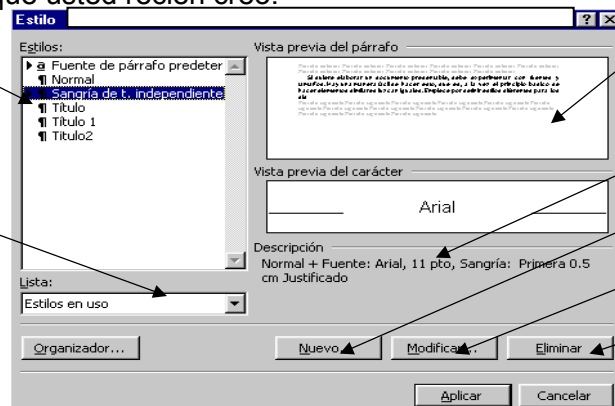 que usted recién creó.
Estilo
Estilos:
a Fuente de párrafo predeter
¶ Normal
Sangría de t. independiente
¶ Título
¶ Título 1
¶ Titulo2
Lista:
Estilos en uso
Vista previa del párrafo
Vista previa del carácter
Arial
Descripción
Normal + Fuente: Arial, 11 pto, Sangría: Primera 0.5
cm Justificado
Organizador...
Nuevo...
Modificar...
Eliminar
Aplicar
Cancelar